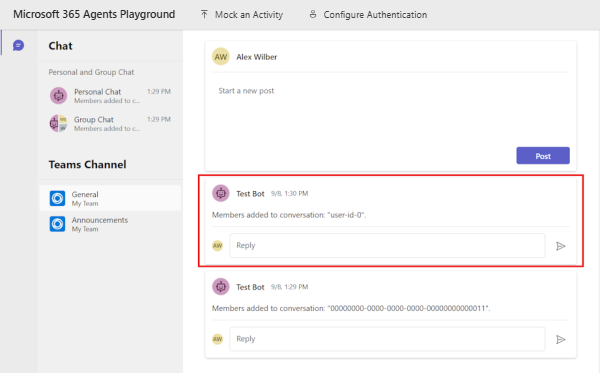 Microsoft 365 Agents Playground
Mock an Activity
Configure Authentication
Chat
Personal and Group Chat
Personal Chat
1:29 PM
Members added to c...
Group Chat
1:29 PM
Members added to c...
Teams Channel
General
My Team
Announcements
My Team
AW
Alex Wilber
Start a new post
Post
Test Bot 9/8, 1:30 PM
Members added to conversation: "user-id-0".
AW
Reply
Test Bot 9/8, 1:29 PM
Members added to conversation: "00000000-0000-0000-0000-00000000000011".
AW
Reply